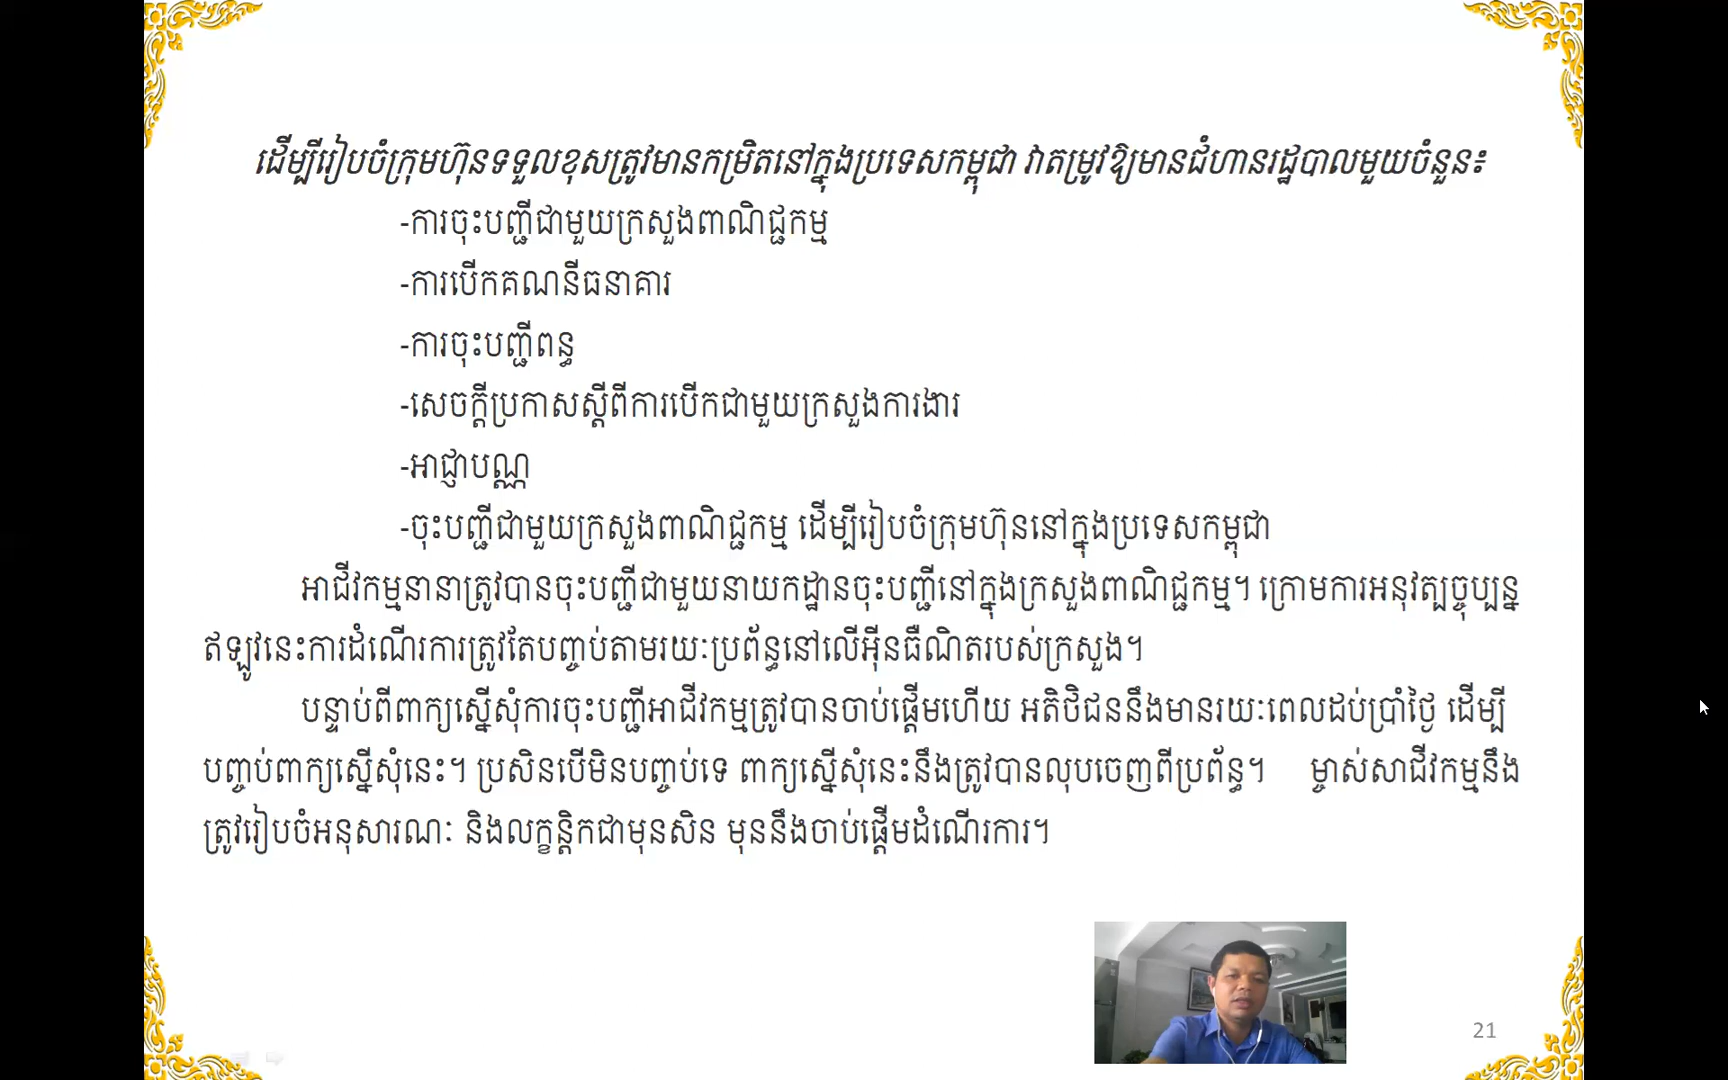 ដើម្បីរៀបចំក្រុមហ៊ុនទទួលខុសត្រូវមានកម្រិតនៅក្នុងប្រទេសកម្ពុជា វាតម្រូវឱ្យមានជំហានរដ្ឋបាលមួយចំនួន៖
-ការចុះបញ្ជីជាមួយក្រសួងពាណិជ្ជកម្ម
-ការបើកគណនីធនាគារ
-ការចុះបញ្ជីពន្ធ
-សេចក្តីប្រកាសស្តីពីការបើកជាមួយក្រសួងការងារ
-អាជ្ញាបណ្ណ
-ចុះបញ្ជីជាមួយក្រសួងពាណិជ្ជកម្ម ដើម្បីរៀបចំក្រុមហ៊ុននៅក្នុងប្រទេសកម្ពុជា
អាជីវកម្មនានាត្រូវបានចុះបញ្ជីជាមួយនាយកដ្ឋានចុះបញ្ជីនៅក្នុងក្រសួងពាណិជ្ជកម្ម។ ក្រោមការអនុវត្តបច្ចុប្បន្ន
ឥឡូវនេះការដំណើរការត្រូវតែបញ្ចប់តាមរយៈប្រព័ន្ធនៅលើអ៊ីនធឺណិតរបស់ក្រសួង។
បន្ទាប់ពីពាក្យស្នើសុំការចុះបញ្ជីអាជីវកម្មត្រូវបានចាប់ផ្តើមហើយ អតិថិជននឹងមានរយៈពេលដប់ប្រាំថ្ងៃ ដើម្បី
បញ្ចប់ពាក្យស្នើសុំនេះ។ ប្រសិនបើមិនបញ្ចប់ទេ ពាក្យស្នើសុំនេះនឹងត្រូវបានលុបចេញពីប្រព័ន្ធ។ ម្ចាស់សាជីវកម្មនឹង
ត្រូវរៀបចំអនុសារណៈ និងលក្ខន្តិកជាមុនសិន មុននឹងចាប់ផ្តើមដំណើរការ។
21